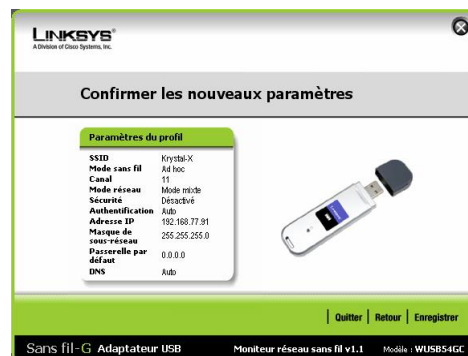 LINKSYS®
A Division of Cisco Systems, Inc.
Confirmer les nouveaux paramètres
Paramètres du profil
SSID Krystal-X
Mode sans fil Ad hoc
Canal 11
Mode réseau Mode mixte
Sécurité Désactivé
Authentification Auto
Adresse IP 192.168.77.91
Masque de
sous-réseau 255.255.255.0
Passerelle par
défaut 0.0.0.0
DNS Auto
Quitter | Retour | Enregistrer
Sans fil-G Adaptateur USB Moniteur réseau sans fil v1.1 Modèle : WUSB54GC